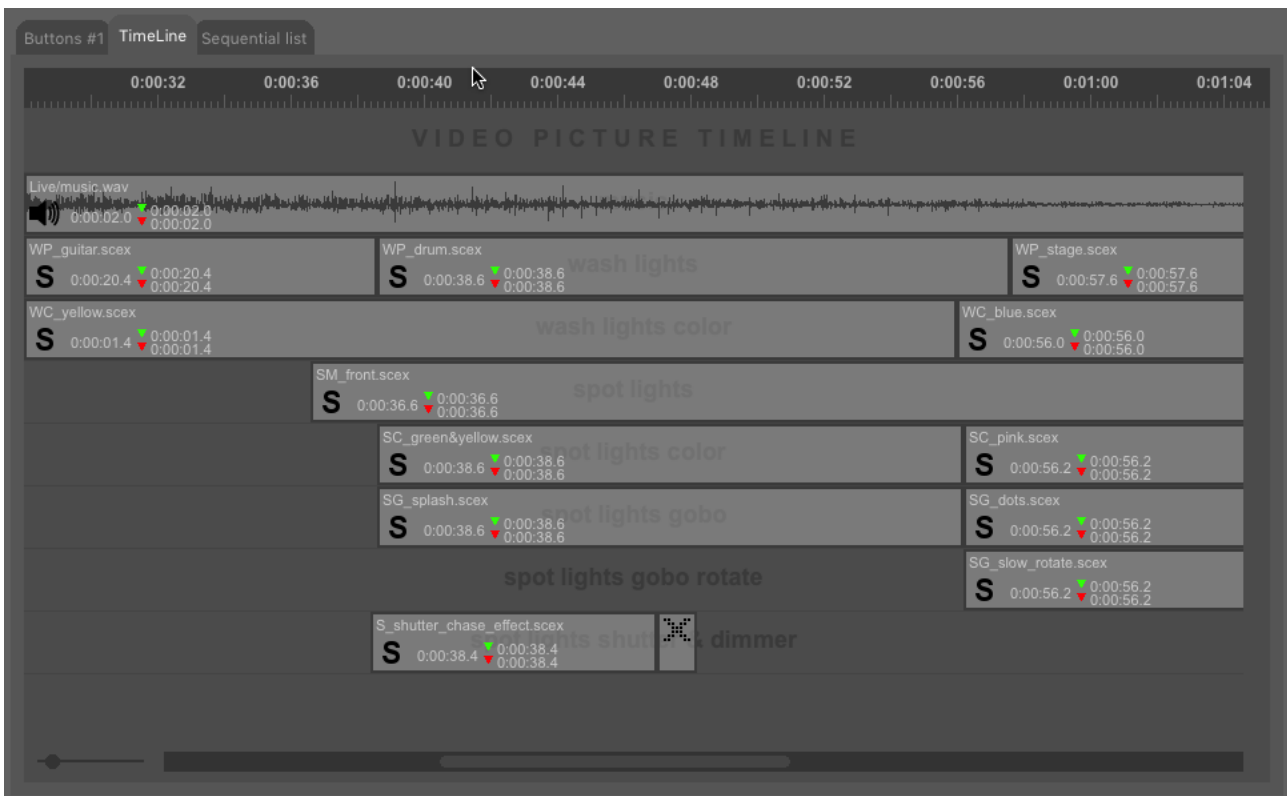 Buttons #1 TimeLine Sequential list
0:00:32 0:00:36 0:00:40 0:00:44 0:00:48 0:00:52 0:00:56 0:01:00 0:01:04
VIDEO PICTURE TIMELINE
Live/music.wav
0:00:02.0 0:00:02.0
0:00:02.0
WP_guitar.scex WP_drum.scex WP_stage.scex
wash lights
S 0:00:20.4 0:00:20.4 S 0:00:38.6 0:00:38.6 S 0:00:57.6 0:00:57.6
0:00:20.4 0:00:38.6 0:00:57.6
WC_yellow.scex WC_blue.scex
wash lights color
S 0:00:01.4 0:00:01.4 S 0:00:56.0 0:00:56.0
0:00:01.4 0:00:56.0
SM_front.scex
spot lights
S 0:00:36.6 0:00:36.6
0:00:36.6
SC_green&yellow.scex SC_pink.scex
spot lights color
S 0:00:38.6 0:00:38.6 S 0:00:56.2 0:00:56.2
0:00:38.6 0:00:56.2
SG_splash.scex SG_dots.scex
spot lights gobo
S 0:00:38.6 0:00:38.6 S 0:00:56.2 0:00:56.2
0:00:38.6 0:00:56.2
SG_slow_rotate.scex
spot lights gobo rotate
S 0:00:56.2 0:00:56.2
0:00:56.2
S_shutter_chase_effect.scex
spot lights shutter & dimmer
S 0:00:38.4 0:00:38.4
0:00:38.4